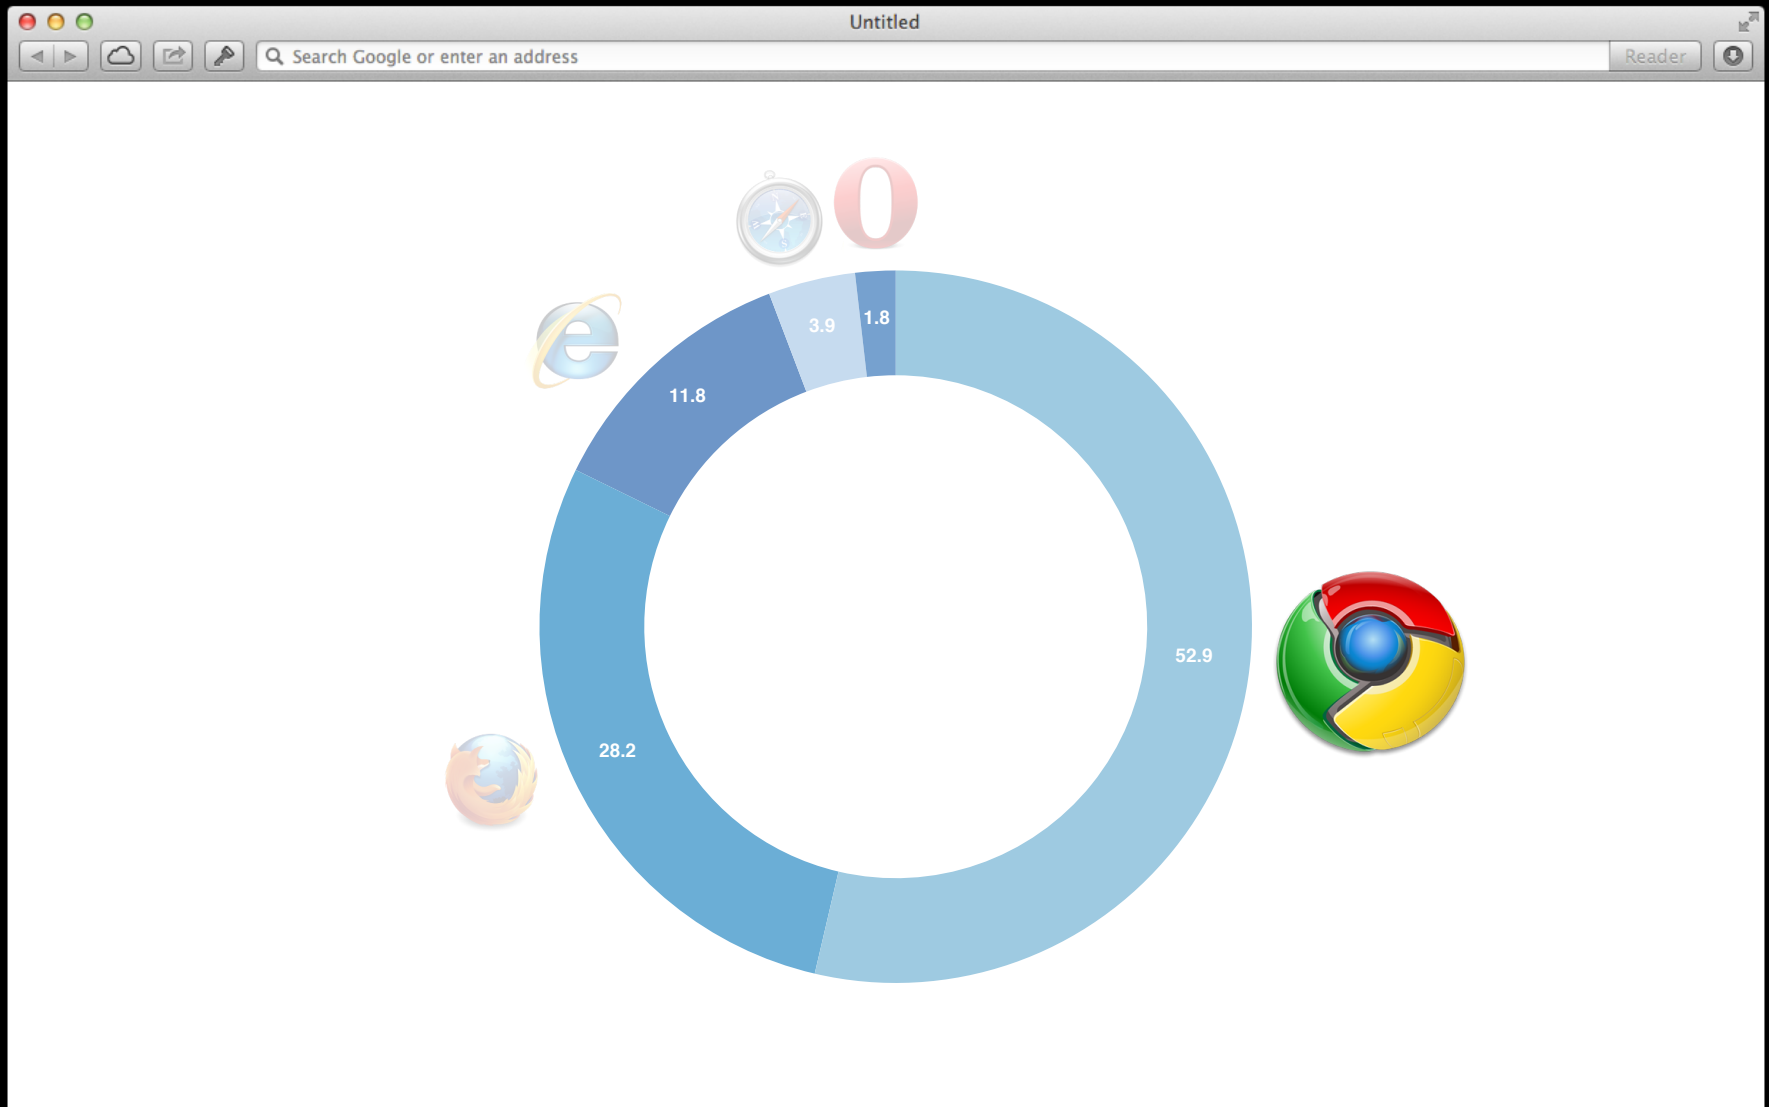 Untitled
Search Google or enter an address
Reader
3.9
1.8
11.8
52.9
28.2